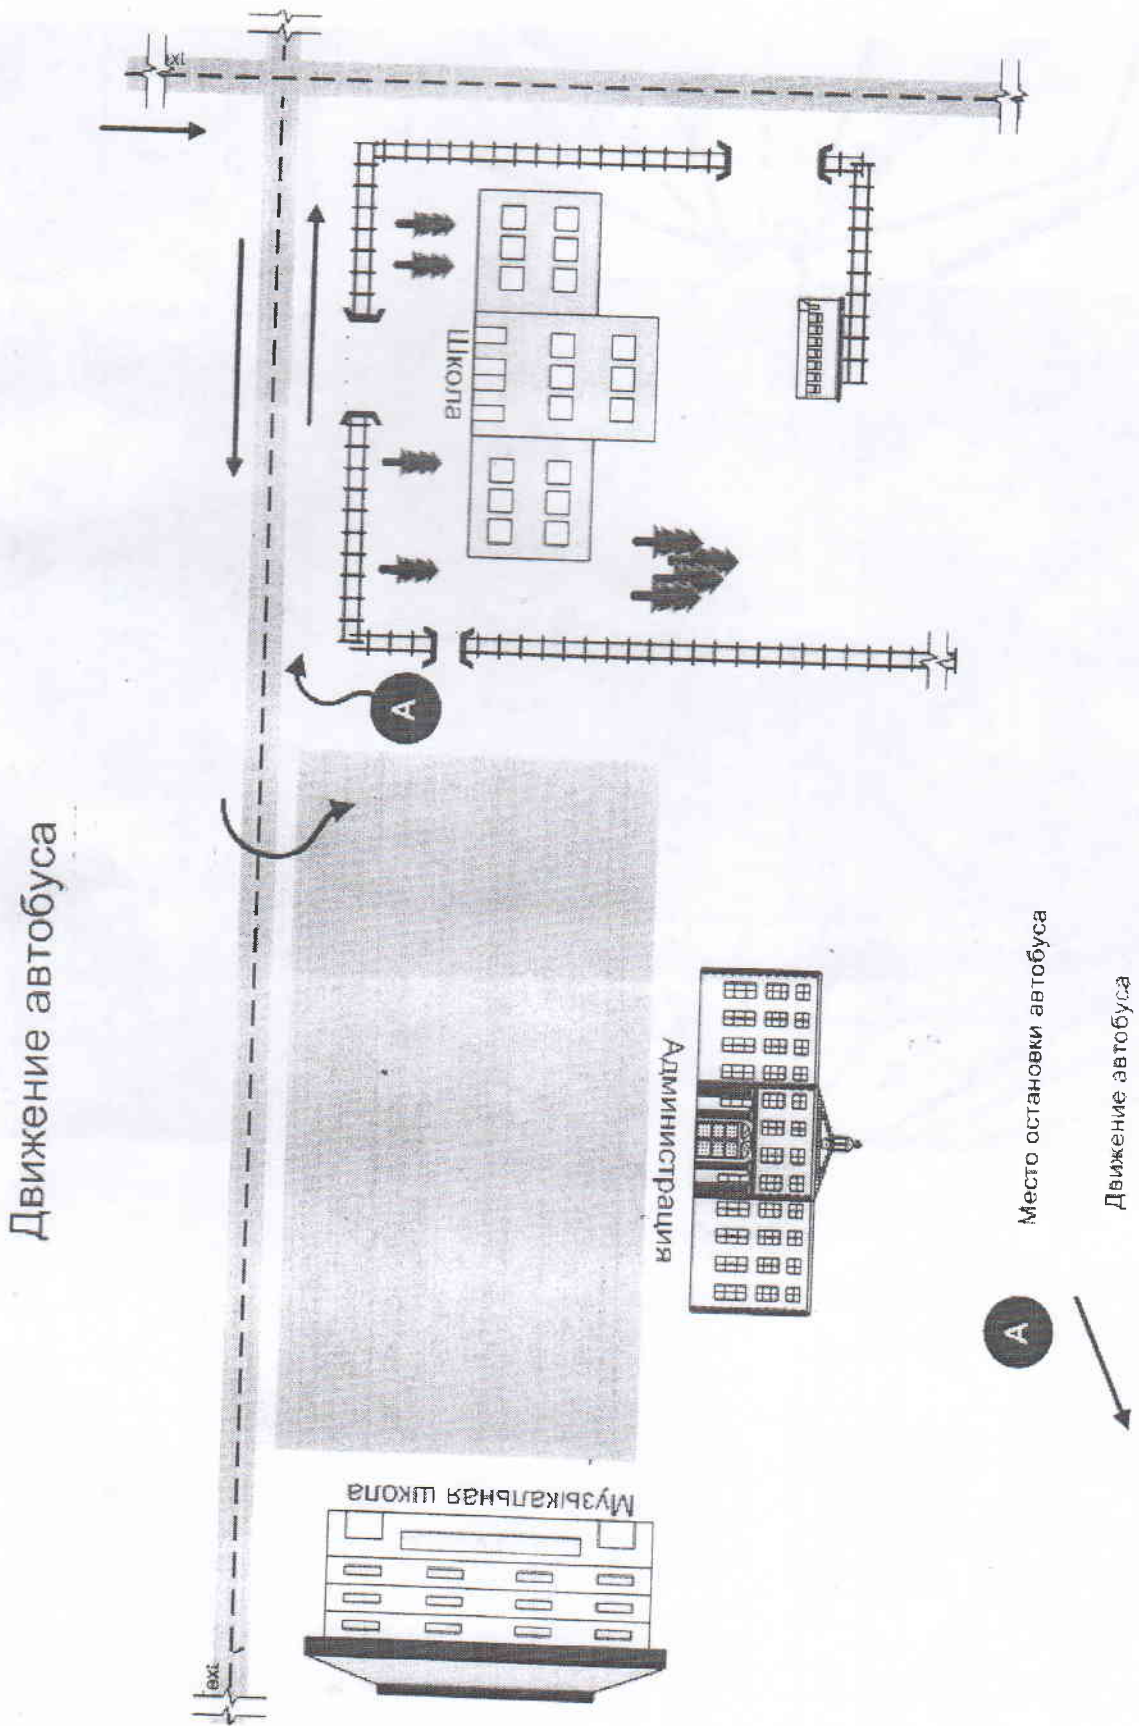 Движение автобуса
Школа
А
Администрация
Музыкальная школа
А
Место остановки автобуса
Движение автобуса